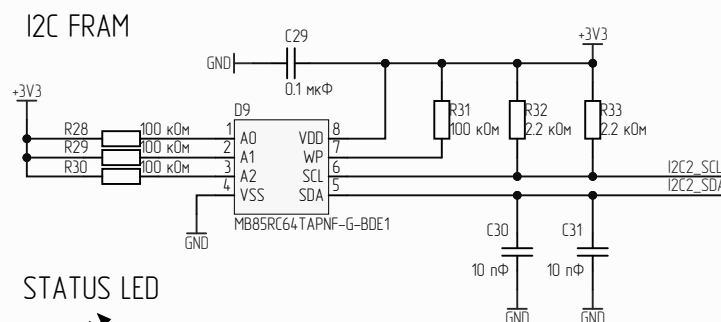 I2C FRAM
C29
+3V3
GND
0.1 мкФ
+3V3
D9
R31
R32
R33
100 кОм
2.2 кОм
2.2 кОм
R28 100 кОм 1 A0 VDD 8
R29 100 кОм 2 A1 WP 7
R30 100 кОм 3 A2 SCL 6 I2C2_SCL
4 VSS SDA 5 I2C2_SDA
MB85RC64TAPNF-G-BDE1
GND
C30 C31
10 пФ 10 пФ
GND GND
STATUS LED